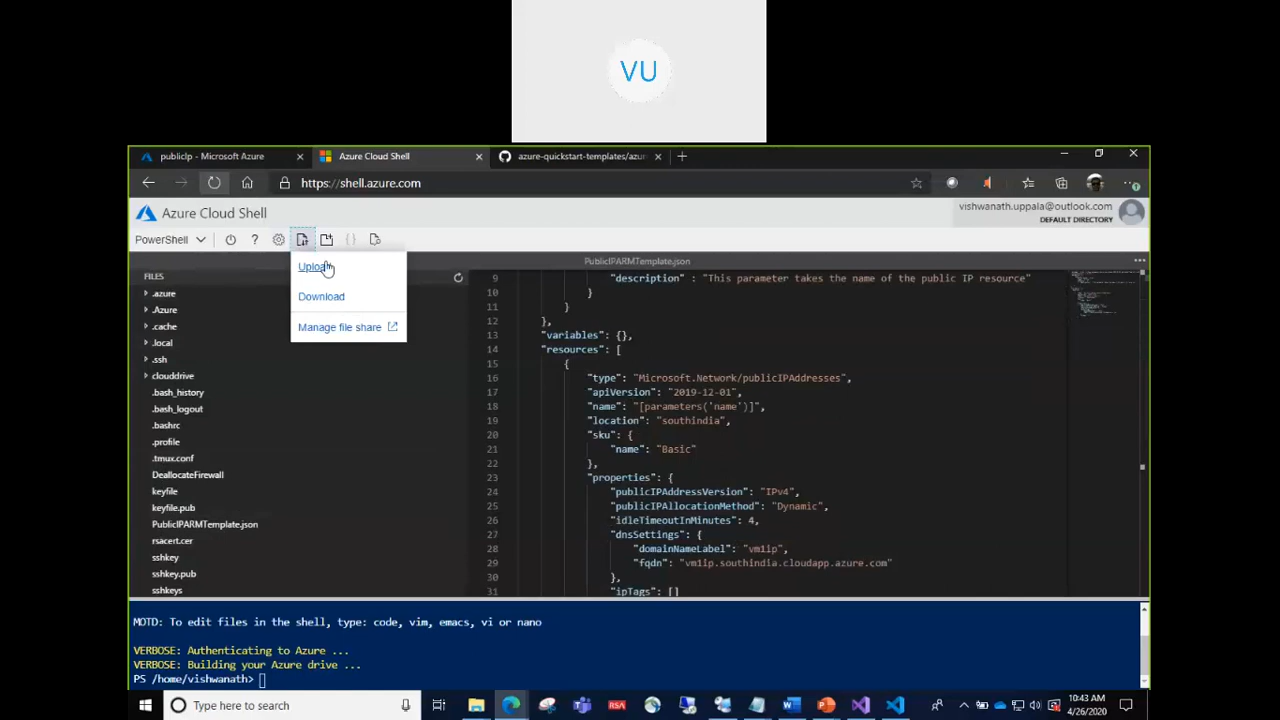 VU
publicIp - Microsoft Azure
Azure Cloud Shell
azure-quickstart-templates/azur
https://shell.azure.com
Azure Cloud Shell
vishwanath.uppala@outlook.com
DEFAULT DIRECTORY
PowerShell
Upload
Download
Manage file share
FILES
.azure
.Azure
.cache
.local
.ssh
clouddrive
.bash_history
.bash_logout
.bashrc
.profile
.tmux.conf
DeallocateFirewall
keyfile
keyfile.pub
PublicIPARMTemplate.json
rsacert.cer
sshkey
sshkey.pub
sshkeys
PublicIPARMTemplate.json
9 "description" : "This parameter takes the name of the public IP resource"
10 }
11 }
12 },
13 "variables": {},
14 "resources": [
15 {
16 "type": "Microsoft.Network/publicIPAddresses",
17 "apiVersion": "2019-12-01",
18 "name": "[parameters('name')]",
19 "location": "southindia",
20 "sku": {
21 "name": "Basic"
22 },
23 "properties": {
24 "publicIPAddressVersion": "IPv4",
25 "publicIPAllocationMethod": "Dynamic",
26 "idleTimeoutInMinutes": 4,
27 "dnsSettings": {
28 "domainNameLabel": "vm1ip",
29 "fqdn": "vm1ip.southindia.cloudapp.azure.com"
30 },
31 "ipTags": []
MOTD: To edit files in the shell, type: code, vim, emacs, vi or nano
VERBOSE: Authenticating to Azure ...
VERBOSE: Building your Azure drive ...
PS /home/vishwanath>
Type here to search
RSA
10:43 AM
4/26/2020